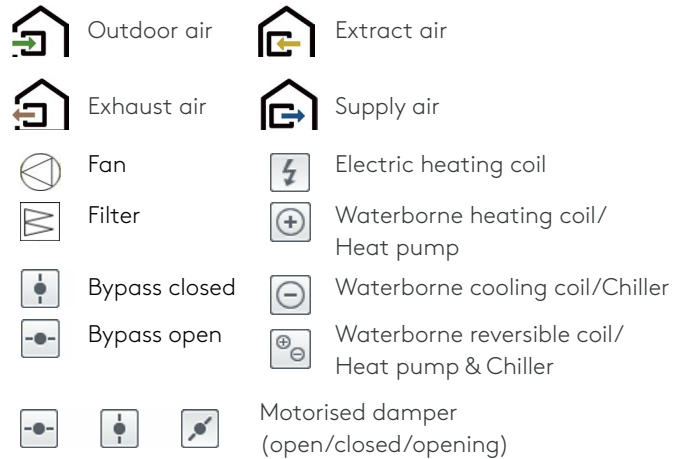 Outdoor air
Extract air
Exhaust air
Supply air
Fan
Electric heating coil
Filter
Waterborne heating coil/
Heat pump
Bypass closed
Waterborne cooling coil/Chiller
Bypass open
Waterborne reversible coil/
Heat pump & Chiller
Motorised damper
(open/closed/opening)